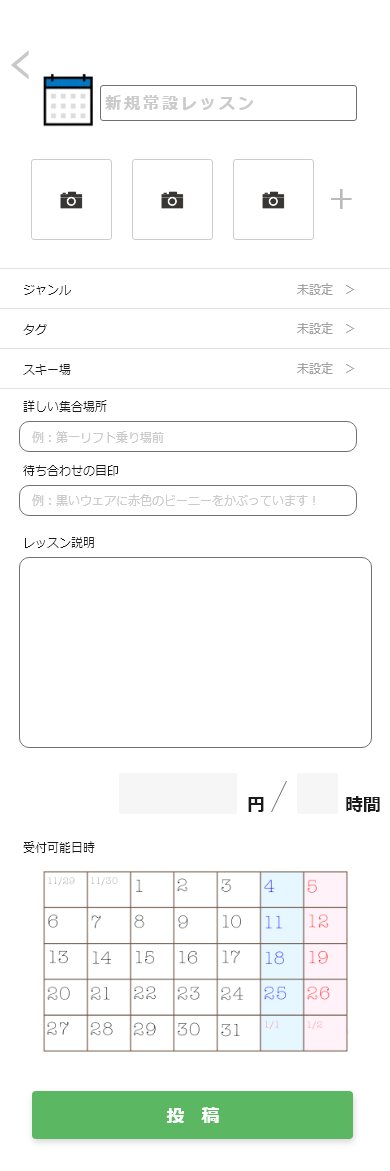 新規常設レッスン
ジャンル 未設定 >
タグ 未設定 >
スキー場 未設定 >
詳しい集合場所
例：第一リフト乗り場前
待ち合わせの目印
例：黒いウェアに赤色のビーニーをかぶっています！
レッスン説明
円/ 時間
受付可能日時
11/29 11/30 1 2 3 4 5
6 7 8 9 10 11 12
13 14 15 16 17 18 19
20 21 22 23 24 25 26
27 28 29 30 31 1/1 1/2
投 稿